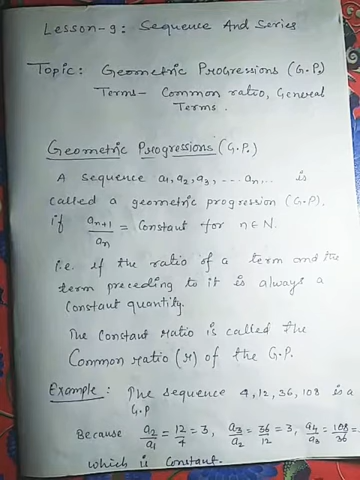 Lesson-9: Sequence And Series
Topic: Geometric Progressions (G.P.)
Terms- Common ratio, General
Terms.
Geometric Progressions (G.P.)
A sequence a1, a2, a3, ---- an,.. is
called a geometric progression (G.P).
if an+1/an = Constant for n∈N.
i.e. if the ratio of a term and the
term preceding to it is always a
Constant quantity.
The Constant ratio is called the
Common ratio (r) of the G.P.
Example: The sequence 4, 12, 36, 108 is a
G.P
Because a2/a1 = 12/4 = 3, a3/a2 = 36/12 = 3, a4/a3 = 108/36 =
which is Constant.